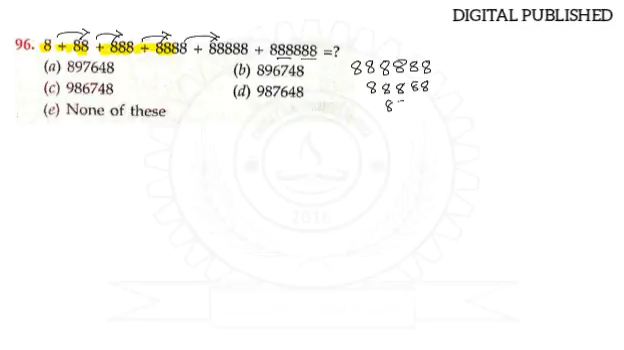 DIGITAL PUBLISHED
96. 8 + 88 + 888 + 8888 + 88888 + 888888 =?
(a) 897648 (b) 896748
(c) 986748 (d) 987648
(e) None of these
888888
88888
8
2016